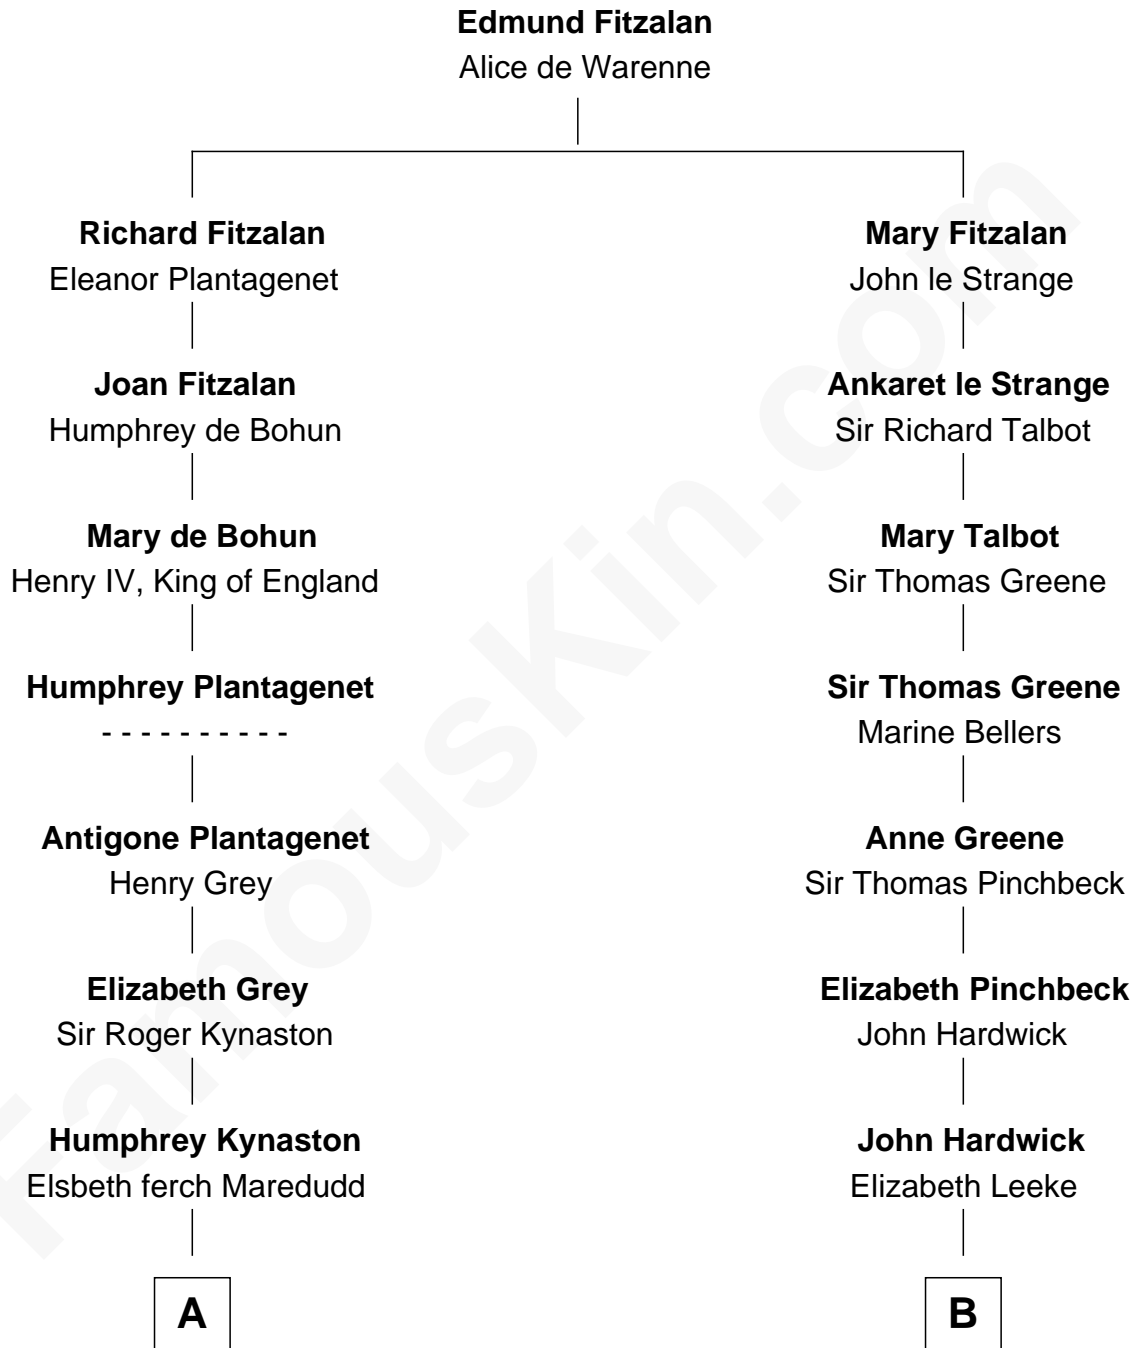 Edmund Fitzalan
Alice de Warenne
Richard Fitzalan
Eleanor Plantagenet
Mary Fitzalan
John le Strange
Joan Fitzalan
Humphrey de Bohun
Ankaret le Strange
Sir Richard Talbot
Mary de Bohun
Henry IV, King of England
Mary Talbot
Sir Thomas Greene
Humphrey Plantagenet
- - - - - - - - - -
Sir Thomas Greene
Marine Bellers
Antigone Plantagenet
Henry Grey
Anne Greene
Sir Thomas Pinchbeck
Elizabeth Grey
Sir Roger Kynaston
Elizabeth Pinchbeck
John Hardwick
Humphrey Kynaston
Elsbeth ferch Maredudd
John Hardwick
Elizabeth Leeke
A
B
FamousKin.com